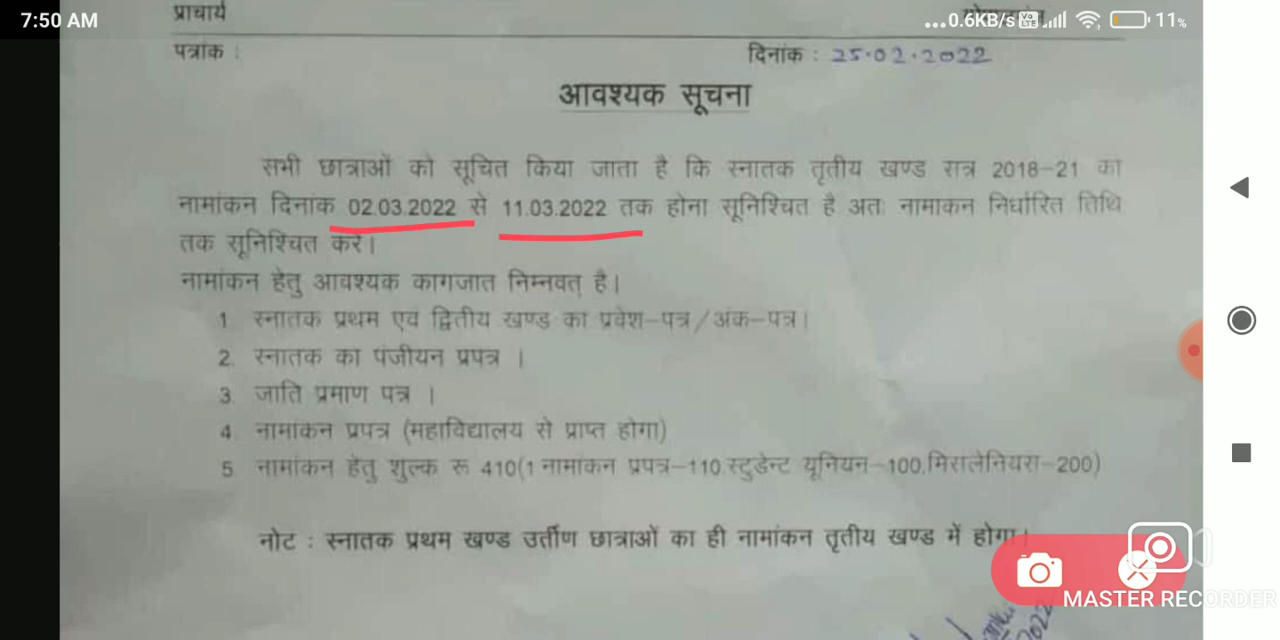 7:50 AM
...0.6KB/s Vo LTE 11%
प्राचार्य
पत्रांक :
दिनांक : 25.02.2022
आवश्यक सूचना
सभी छात्राओं को सूचित किया जाता है कि स्नातक तृतीय खण्ड सत्र 2018-21 का
नामांकन दिनांक 02.03.2022 से 11.03.2022 तक होना सूनिश्चित है अतः नामाकन निर्धारित तिथि
तक सूनिश्चित करे।
नामांकन हेतु आवश्यक कागजात निम्नवत् है।
1 स्नातक प्रथम एवं द्वितीय खण्ड का प्रवेश-पत्र/अंक-पत्र।
2. स्नातक का पंजीयन प्रपत्र ।
3. जाति प्रमाण पत्र ।
4. नामांकन प्रपत्र (महाविद्यालय से प्राप्त होगा)
5 नामांकन हेतु शुल्क रू 410(1 नामांकन प्रपत्र-110.स्टुडेन्ट यूनियन-100,मिसलेनियस-200)
नोट : स्नातक प्रथम खण्ड उर्तीण छात्राओं का ही नामांकन तृतीय खण्ड में होगा।
MASTER RECORDER